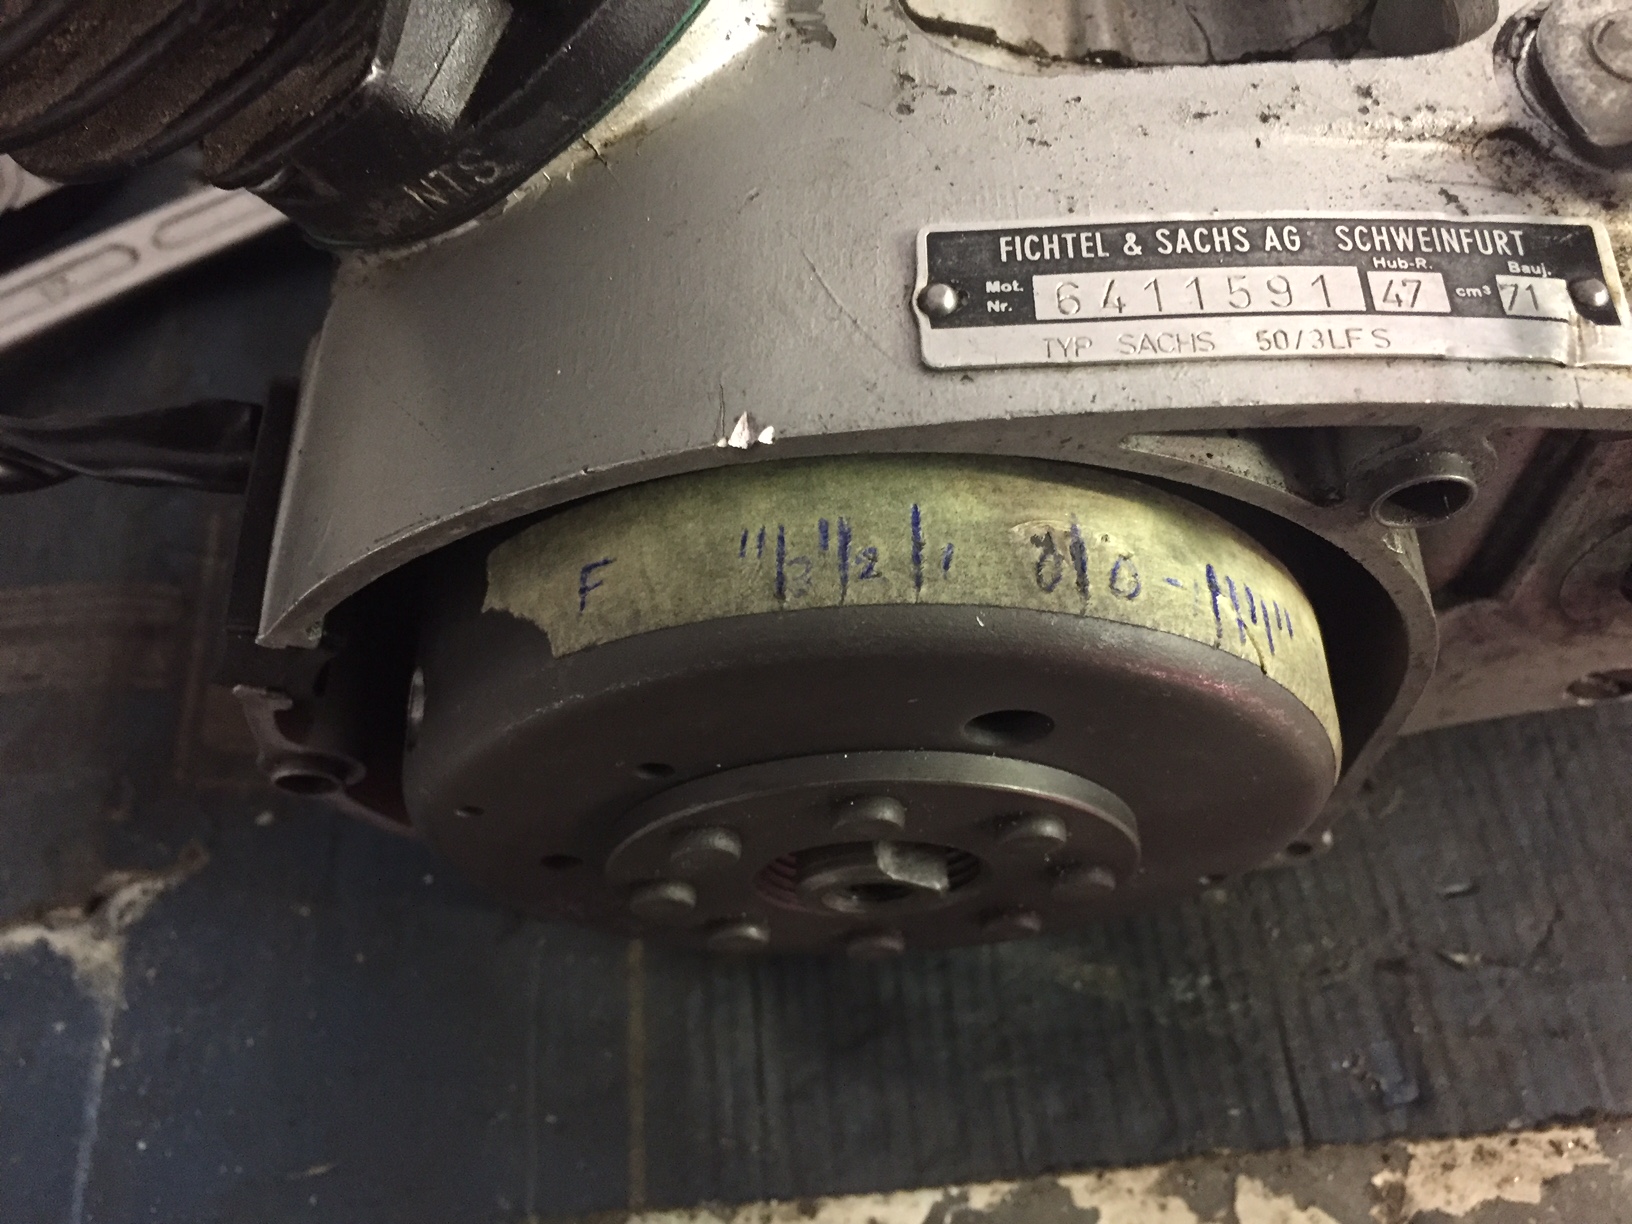 NTS
FICHTEL & SACHS AG SCHWEINFURT
Mot. Nr. 6411591 Hub-R. 47 cm³ Bauj. 71
TYP SACHS 50/3LFS
F 3 2 1 0 0